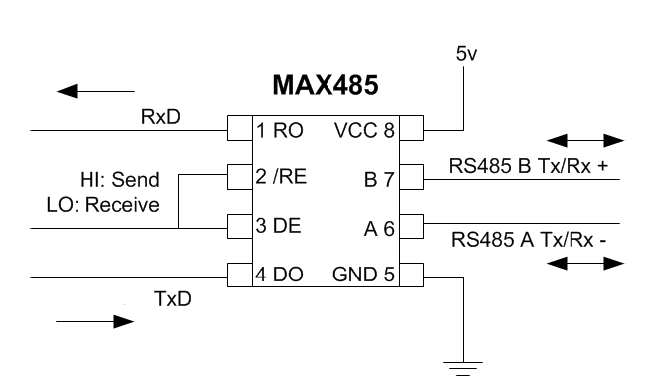 5v
MAX485
RxD
1 RO
VCC 8
HI: Send
LO: Receive
2 /RE
B 7
RS485 B Tx/Rx +
3 DE
A 6
RS485 A Tx/Rx -
4 DO
GND 5
TxD